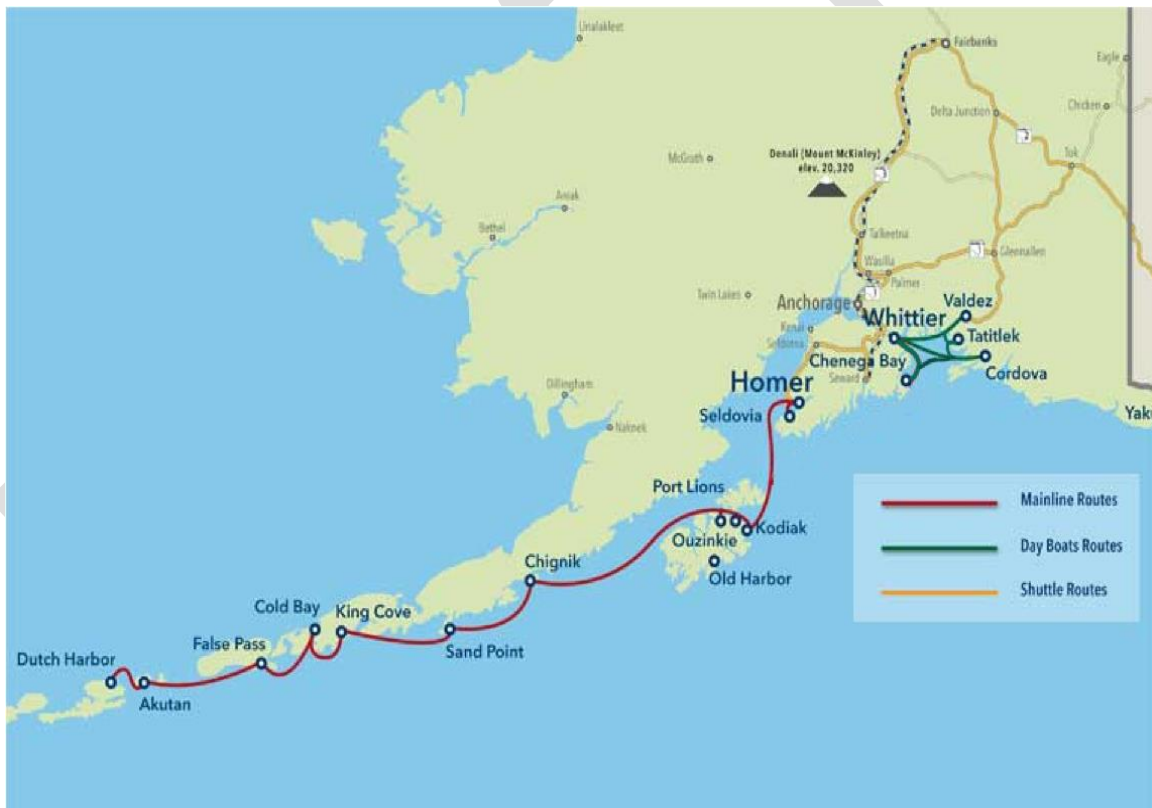 Unalakleet
Fairbanks
Eagle
Chicken
Delta Junction
Tok
McGrath
Denali (Mount McKinley)
elev. 20,320
Aniak
Bethel
Talkeetna
Glennallen
Wasilla
Palmer
Twin Lakes
Anchorage
Valdez
Whittier
Kenai
Soldotna
Tatitlek
Chenega Bay
Cordova
Seward
Homer
Dillingham
Seldovia
Yaku
Naknek
Port Lions
Mainline Routes
Kodiak
Ouzinkie
Day Boats Routes
Chignik
Old Harbor
Shuttle Routes
Cold Bay
King Cove
False Pass
Sand Point
Dutch Harbor
Akutan